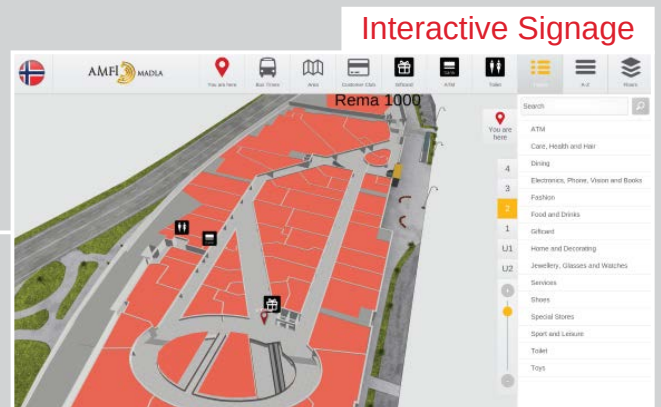 Interactive Signage
AMFI MADLA
You are here
Bus Times
Area
Customer Club
Giftcard
ATM
Toilet
A-Z
Floors
Rema 1000
Search
You are
here
4
3
2
1
U1
U2
+
-
ATM
Care, Health and Hair
Dining
Electronics, Phone, Vision and Books
Fashion
Food and Drinks
Giftcard
Home and Decorating
Jewellery, Glasses and Watches
Services
Shoes
Special Stores
Sport and Leisure
Toilet
Toys